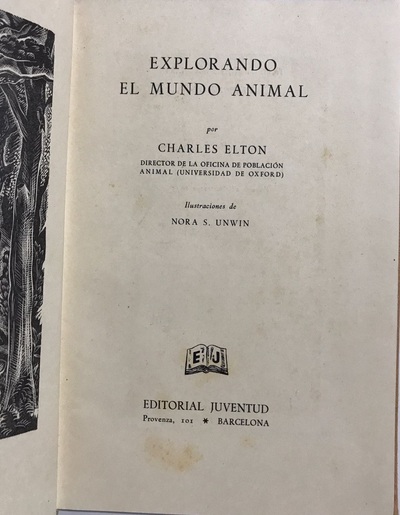 EXPLORANDO
EL MUNDO ANIMAL
por
CHARLES ELTON
DIRECTOR DE LA OFICINA DE POBLACIÓN
ANIMAL (UNIVERSIDAD DE OXFORD)
Ilustraciones de
NORA S. UNWIN
E J
EDITORIAL JUVENTUD
Provenza, 101 * BARCELONA